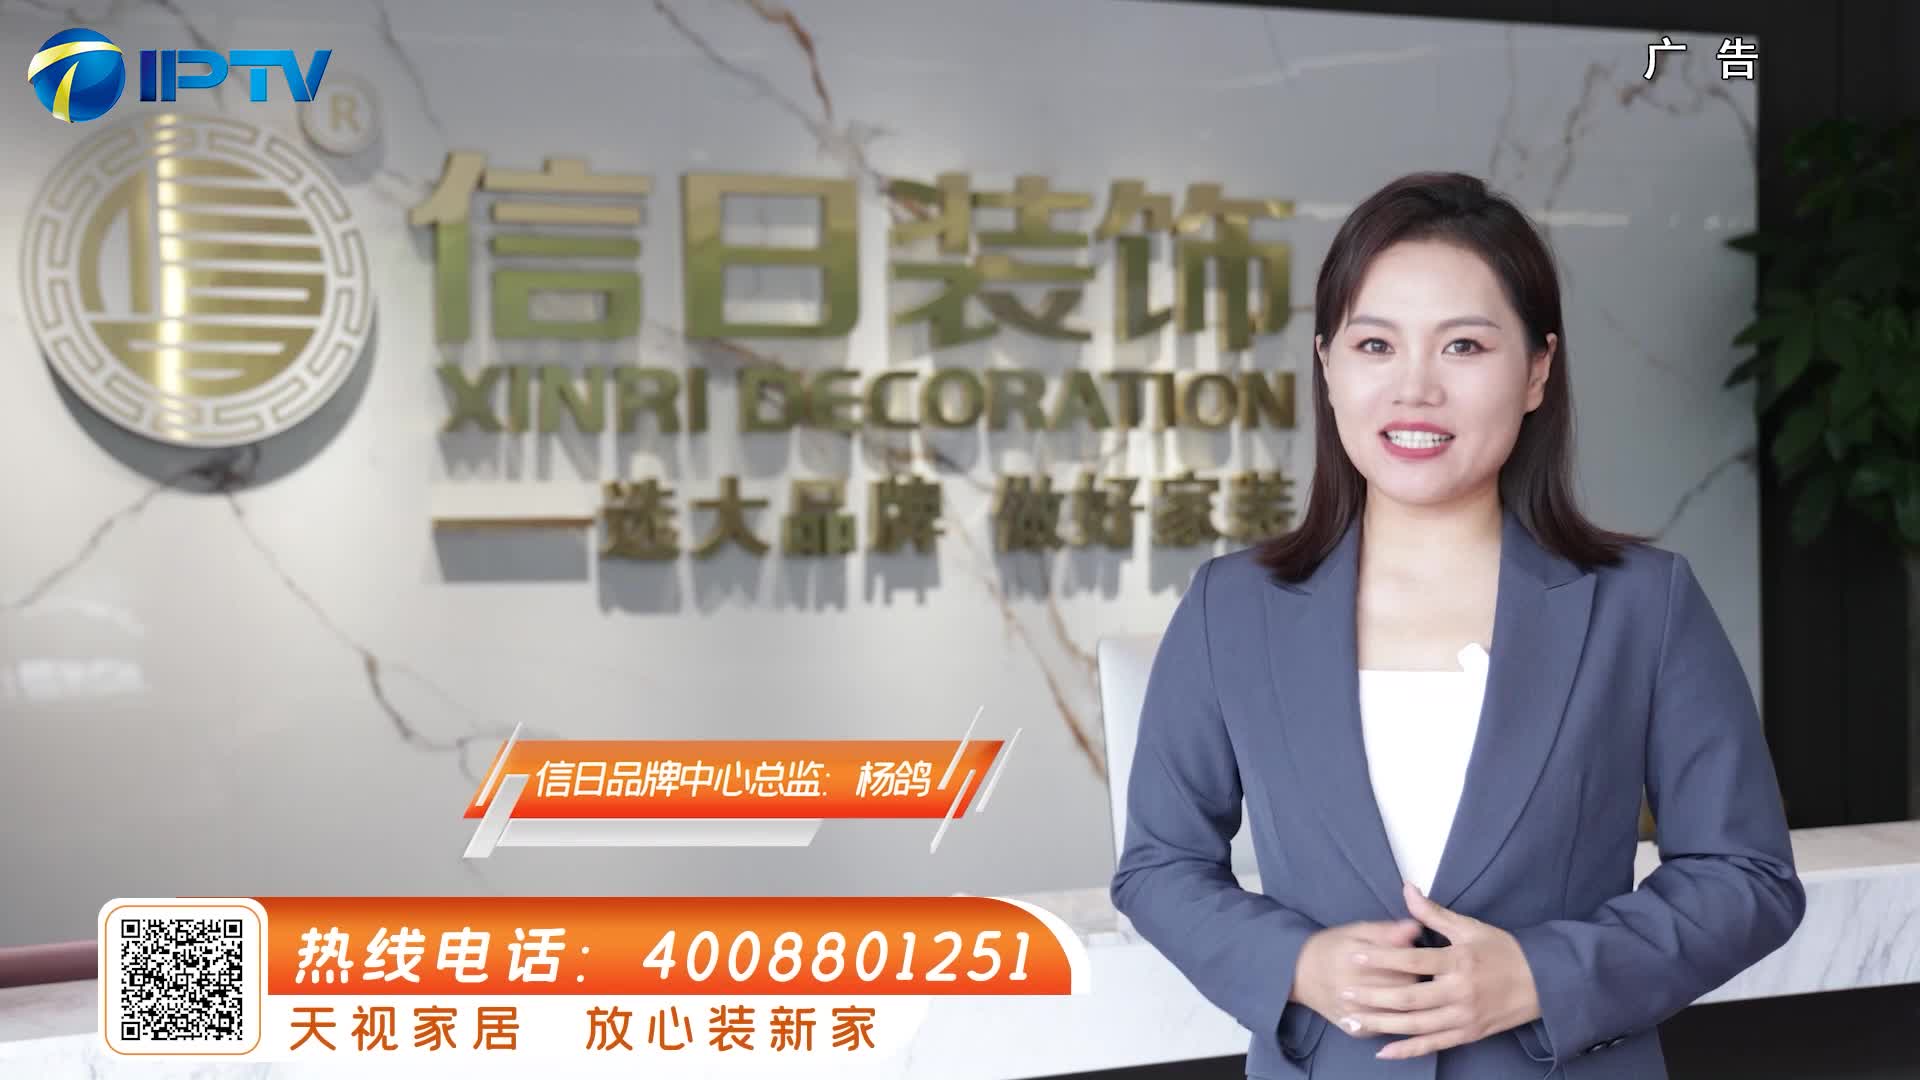 IPTV
广 告
®
信
信日装饰
XINRI DECORATION
一选大品牌 做好家装
信日品牌中心总监: 杨鸽
热线电话: 4008801251
天视家居 放心装新家